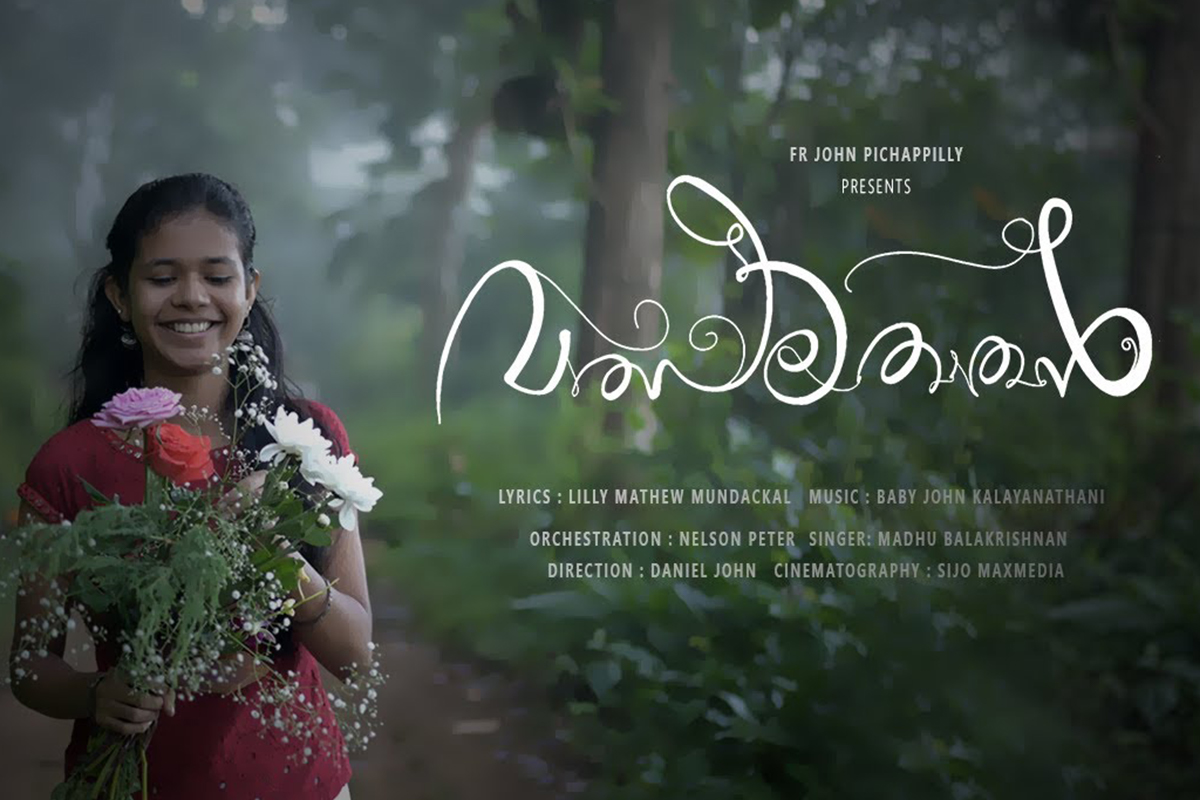 FR JOHN PICHAPPILLY
PRESENTS
LYRICS : LILLY MATHEW MUNDACKAL MUSIC : BABY JOHN KALAYANATHANI
ORCHESTRATION : NELSON PETER SINGER: MADHU BALAKRISHNAN
DIRECTION : DANIEL JOHN CINEMATOGRAPHY : SIJO MAXMEDIA